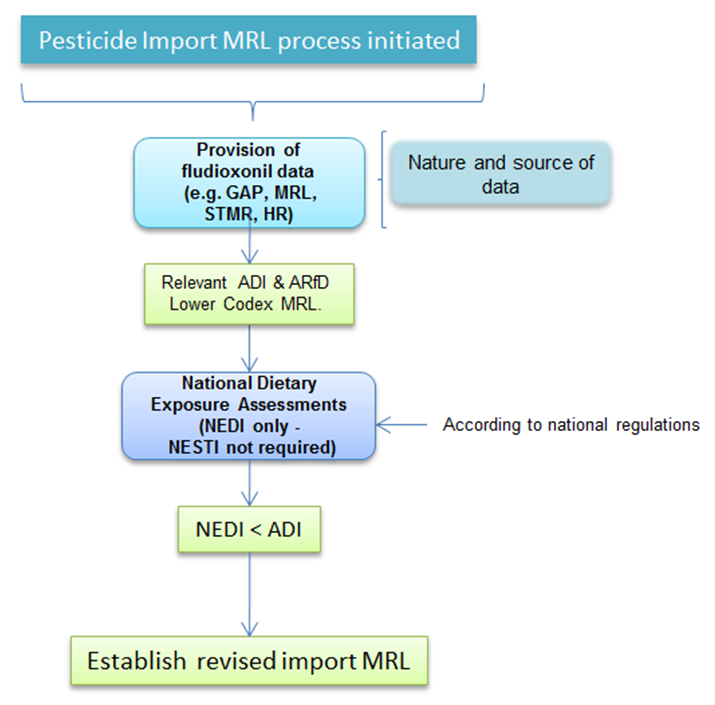 Pesticide Import MRL process initiated
Provision of
fludioxonil data
(e.g. GAP, MRL,
STMR, HR)
Nature and source of
data
Relevant ADI & ARfD
Lower Codex MRL.
National Dietary
Exposure Assessments
(NEDI only -
NESTI not required)
According to national regulations
NEDI < ADI
Establish revised import MRL